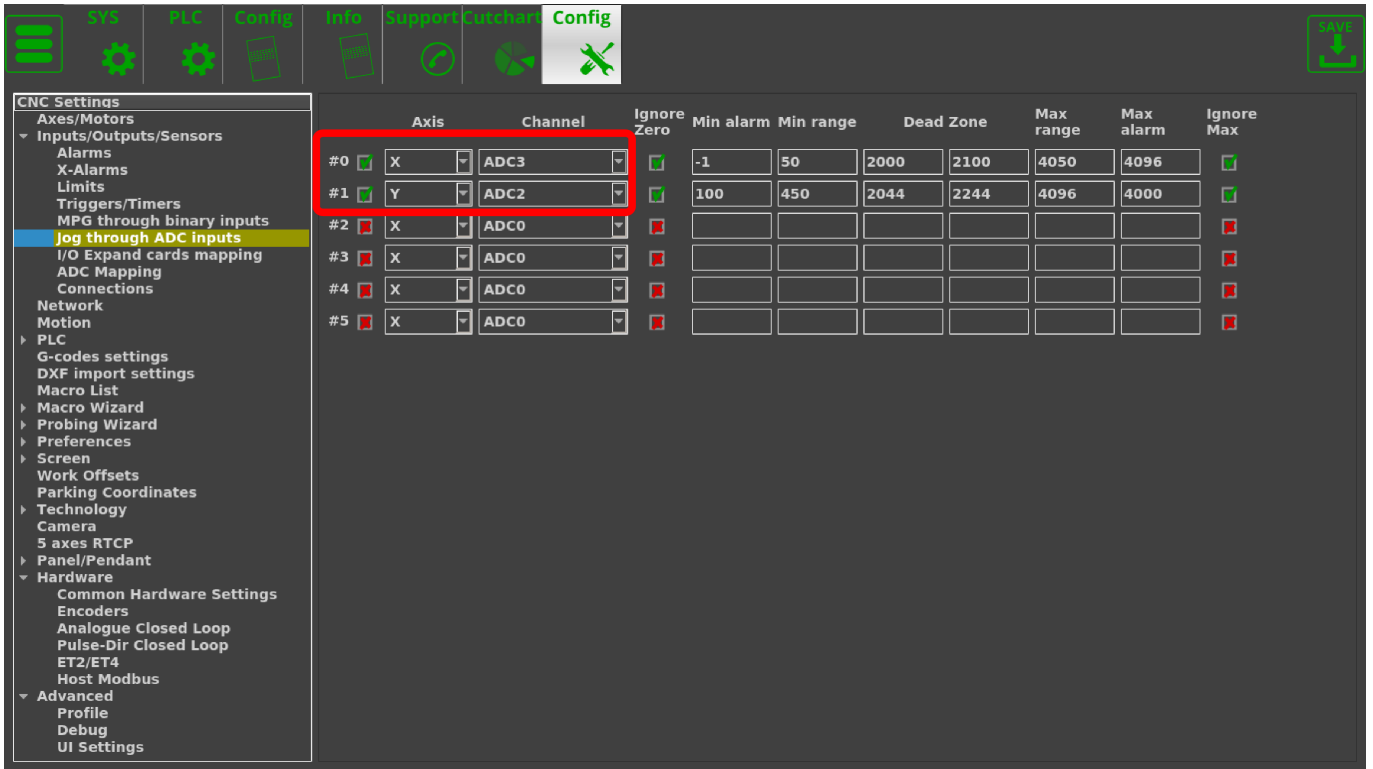 SYS PLC Config Info Support Cutchart Config SAVE
CNC Settings
Axes/Motors
Inputs/Outputs/Sensors
Alarms
X-Alarms
Limits
Triggers/Timers
MPG through binary inputs
Jog through ADC inputs
I/O Expand cards mapping
ADC Mapping
Connections
Network
Motion
PLC
G-codes settings
DXF import settings
Macro List
Macro Wizard
Probing Wizard
Preferences
Screen
Work Offsets
Parking Coordinates
Technology
Camera
5 axes RTCP
Panel/Pendant
Hardware
Common Hardware Settings
Encoders
Analogue Closed Loop
Pulse-Dir Closed Loop
ET2/ET4
Host Modbus
Advanced
Profile
Debug
UI Settings
Axis Channel Ignore Zero Min alarm Min range Dead Zone Max range Max alarm Ignore Max
#0 X ADC3 -1 50 2000 2100 4050 4096
#1 Y ADC2 100 450 2044 2244 4096 4000
#2 X ADC0
#3 X ADC0
#4 X ADC0
#5 X ADC0